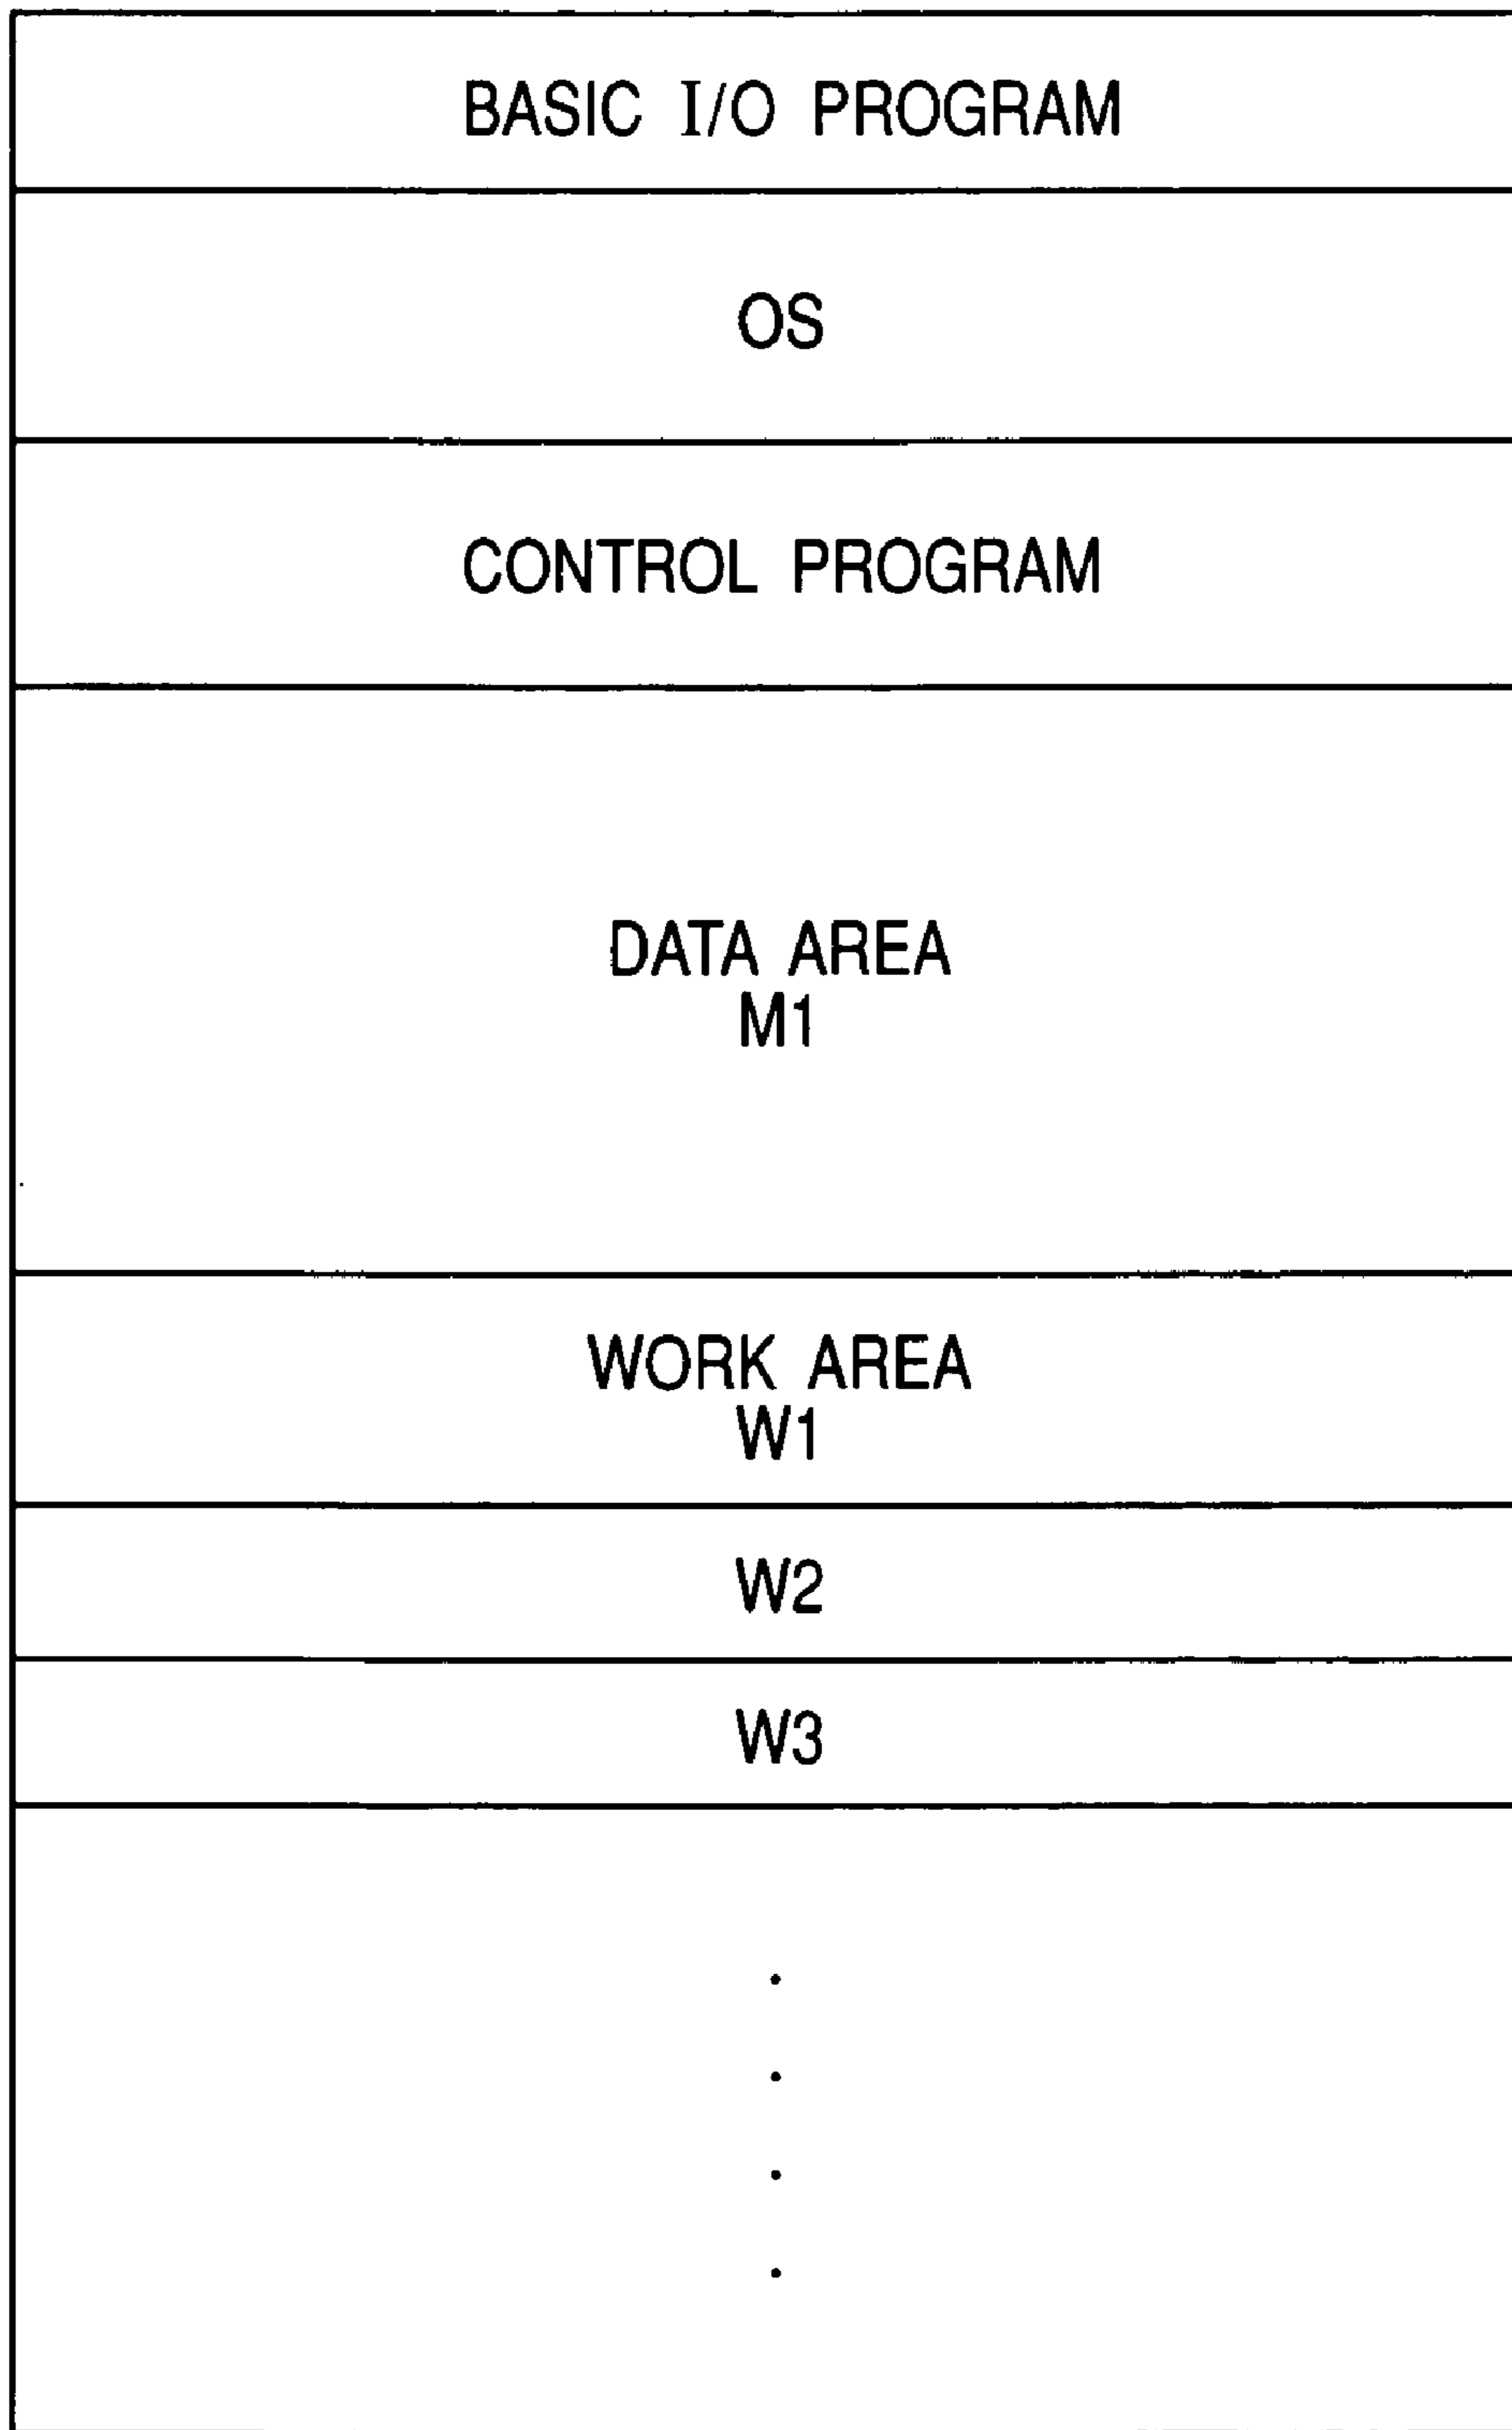 BASIC I/O PROGRAM
OS
CONTROL PROGRAM
DATA AREA
M1
WORK AREA
W1
W2
W3